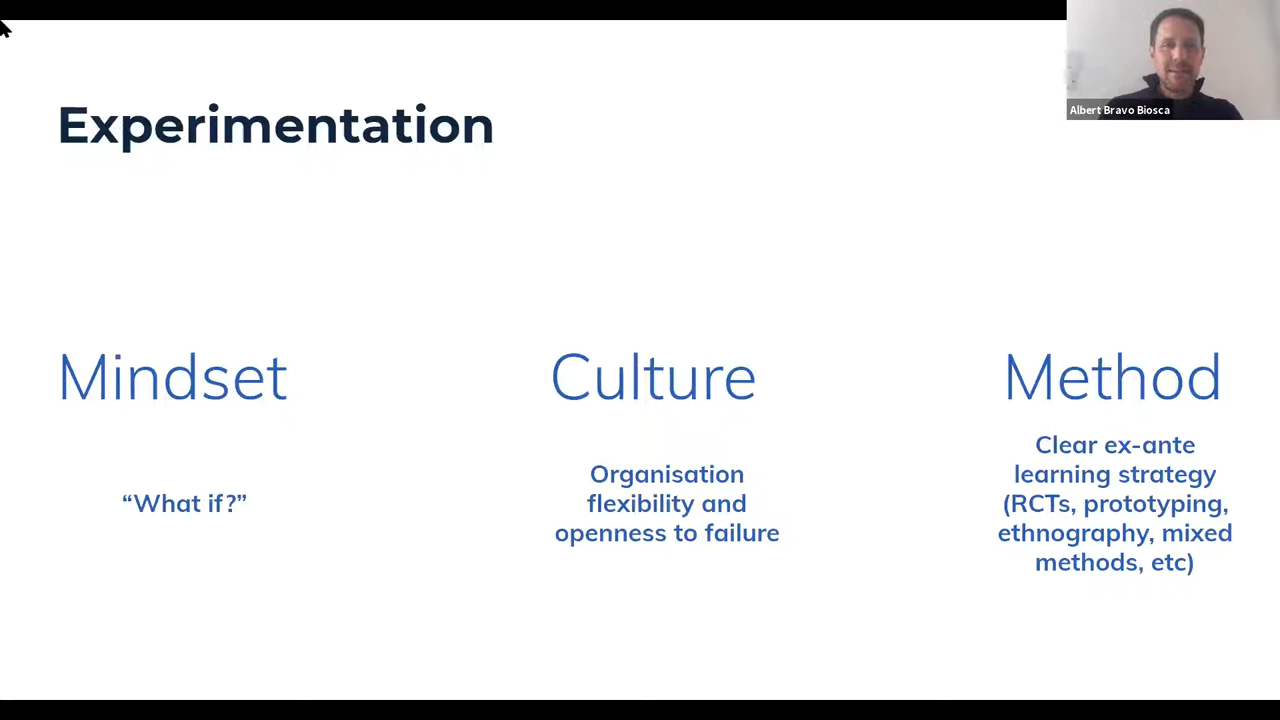 Experimentation
Albert Bravo Biosca
Mindset
Culture
Method
“What if?”
Organisation
flexibility and
openness to failure
Clear ex-ante
learning strategy
(RCTs, prototyping,
ethnography, mixed
methods, etc)